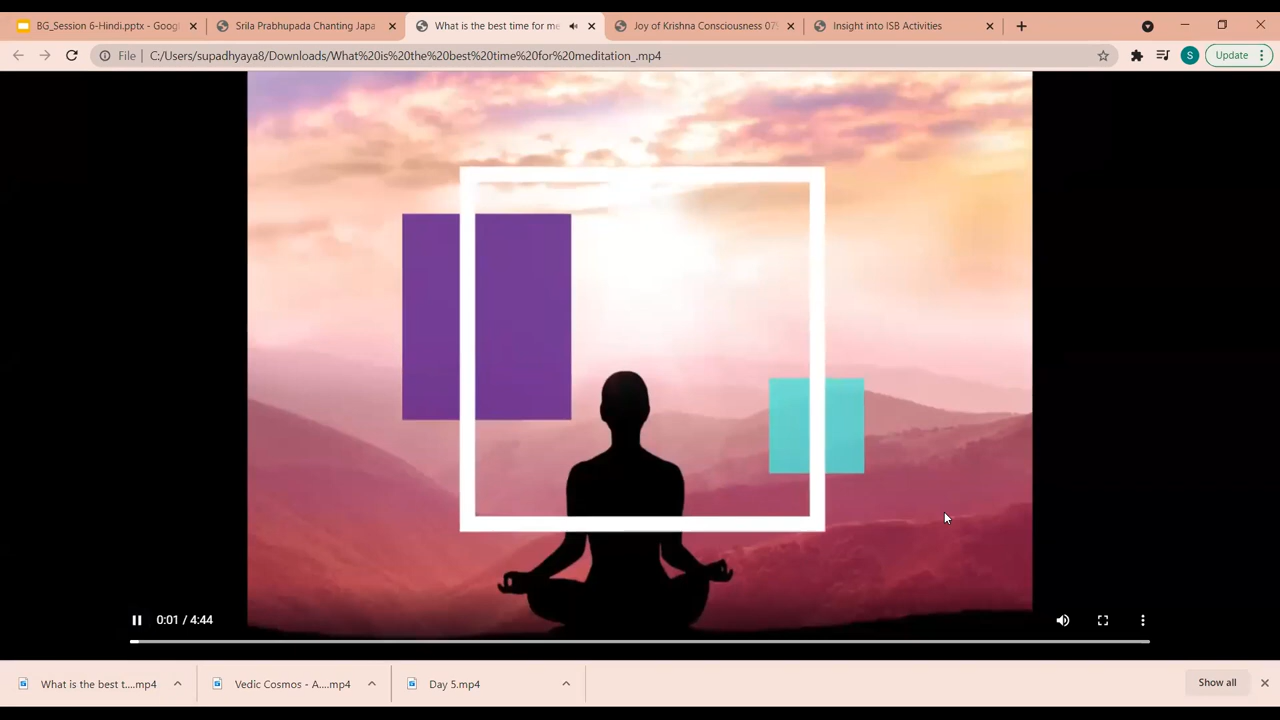 BG_Session 6-Hindi.pptx - Goog
Srila Prabhupada Chanting Japa
What is the best time for me
Joy of Krishna Consciousness 075
Insight into ISB Activities
File
C:/Users/supadhyaya8/Downloads/What%20is%20the%20best%20time%20for%20meditation_.mp4
S
Update
0:01 / 4:44
What is the best t....mp4
Vedic Cosmos - A....mp4
Day 5.mp4
Show all